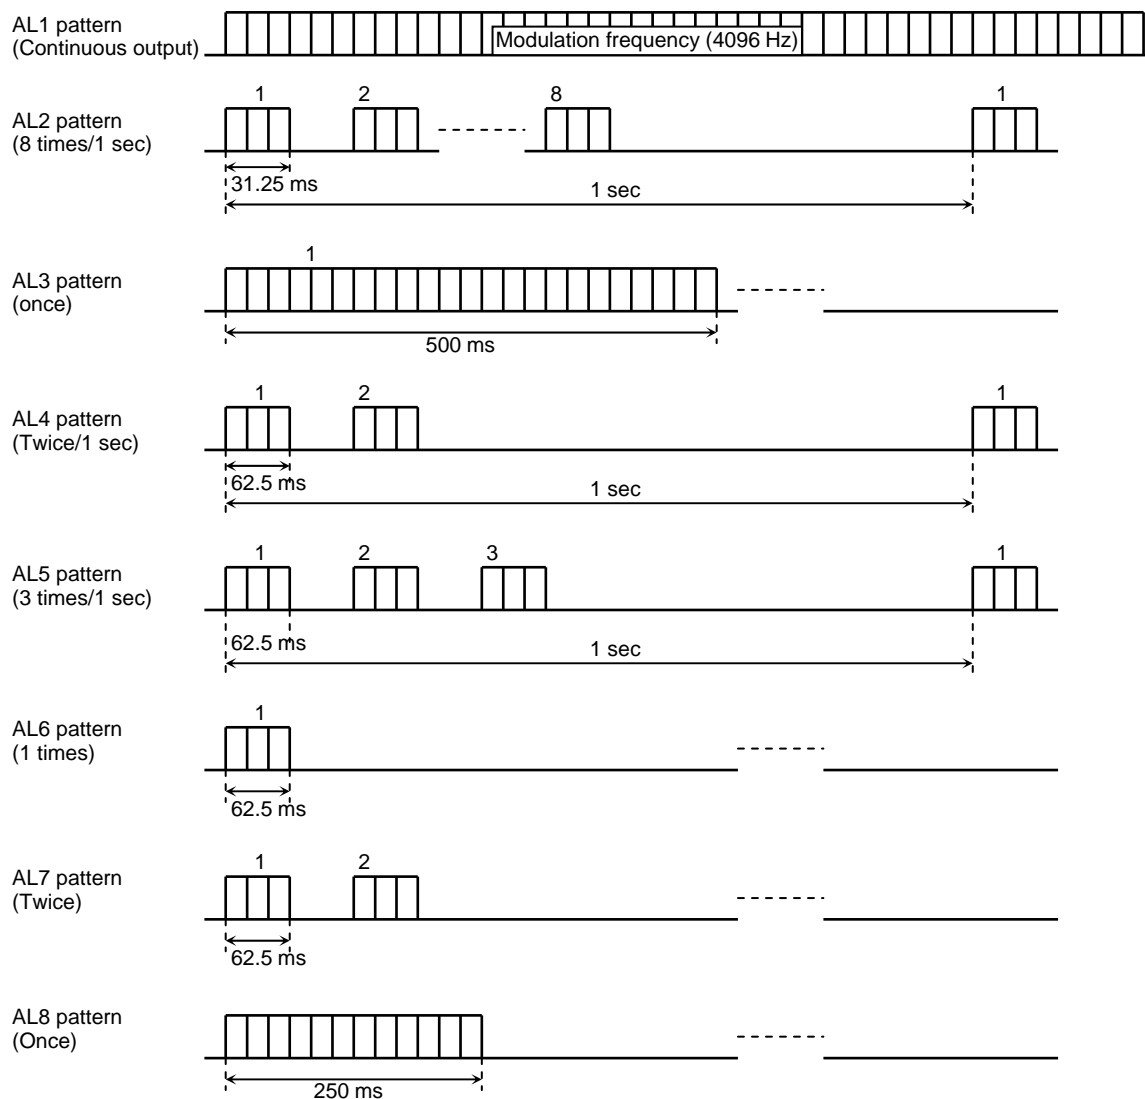 AL1 pattern
(Continuous output)
Modulation frequency (4096 Hz)
1 2 8 1
AL2 pattern
(8 times/1 sec)
31.25 ms
1 sec
1
AL3 pattern
(once)
500 ms
1 2 1
AL4 pattern
(Twice/1 sec)
62.5 ms
1 sec
1 2 3 1
AL5 pattern
(3 times/1 sec)
62.5 ms
1 sec
1
AL6 pattern
(1 times)
62.5 ms
1 2
AL7 pattern
(Twice)
62.5 ms
AL8 pattern
(Once)
250 ms